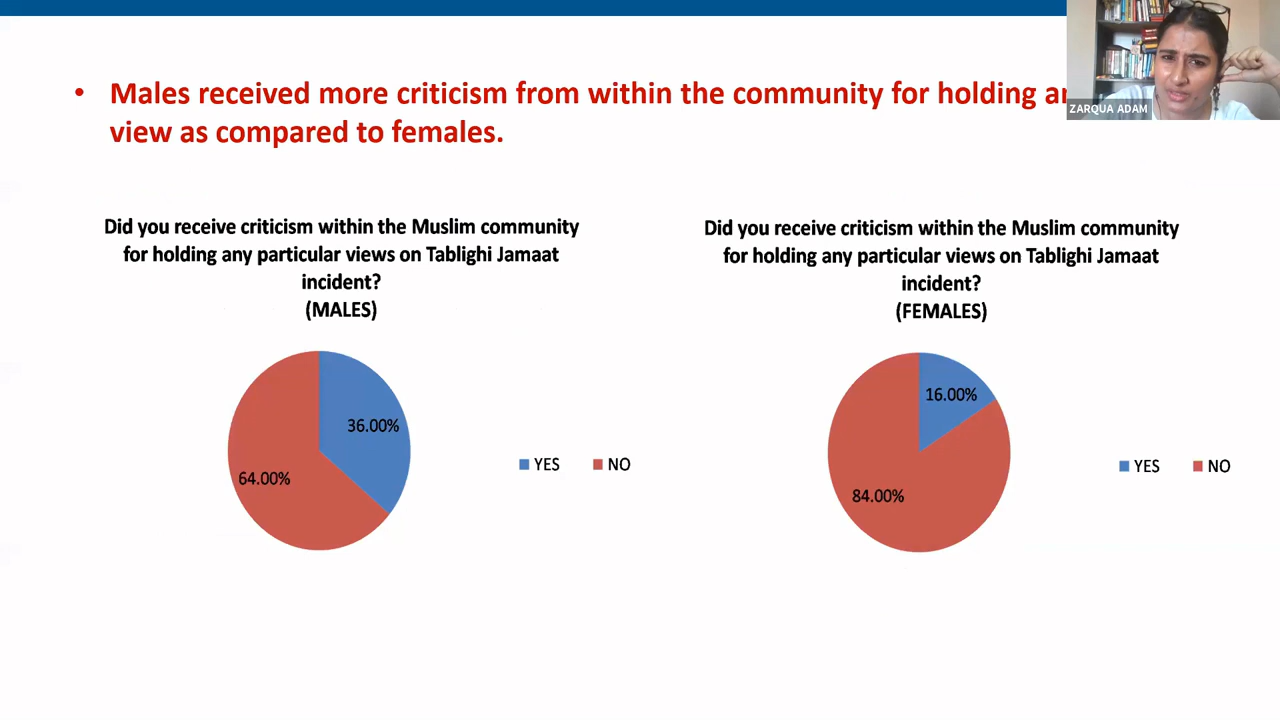 • Males received more criticism from within the community for holding
view as compared to females.
ZARQUA ADAM
Did you receive criticism within the Muslim community
for holding any particular views on Tablighi Jamaat
incident?
(MALES)
36.00%
64.00%
YES NO
Did you receive criticism within the Muslim community
for holding any particular views on Tablighi Jamaat
incident?
(FEMALES)
16.00%
84.00%
YES NO